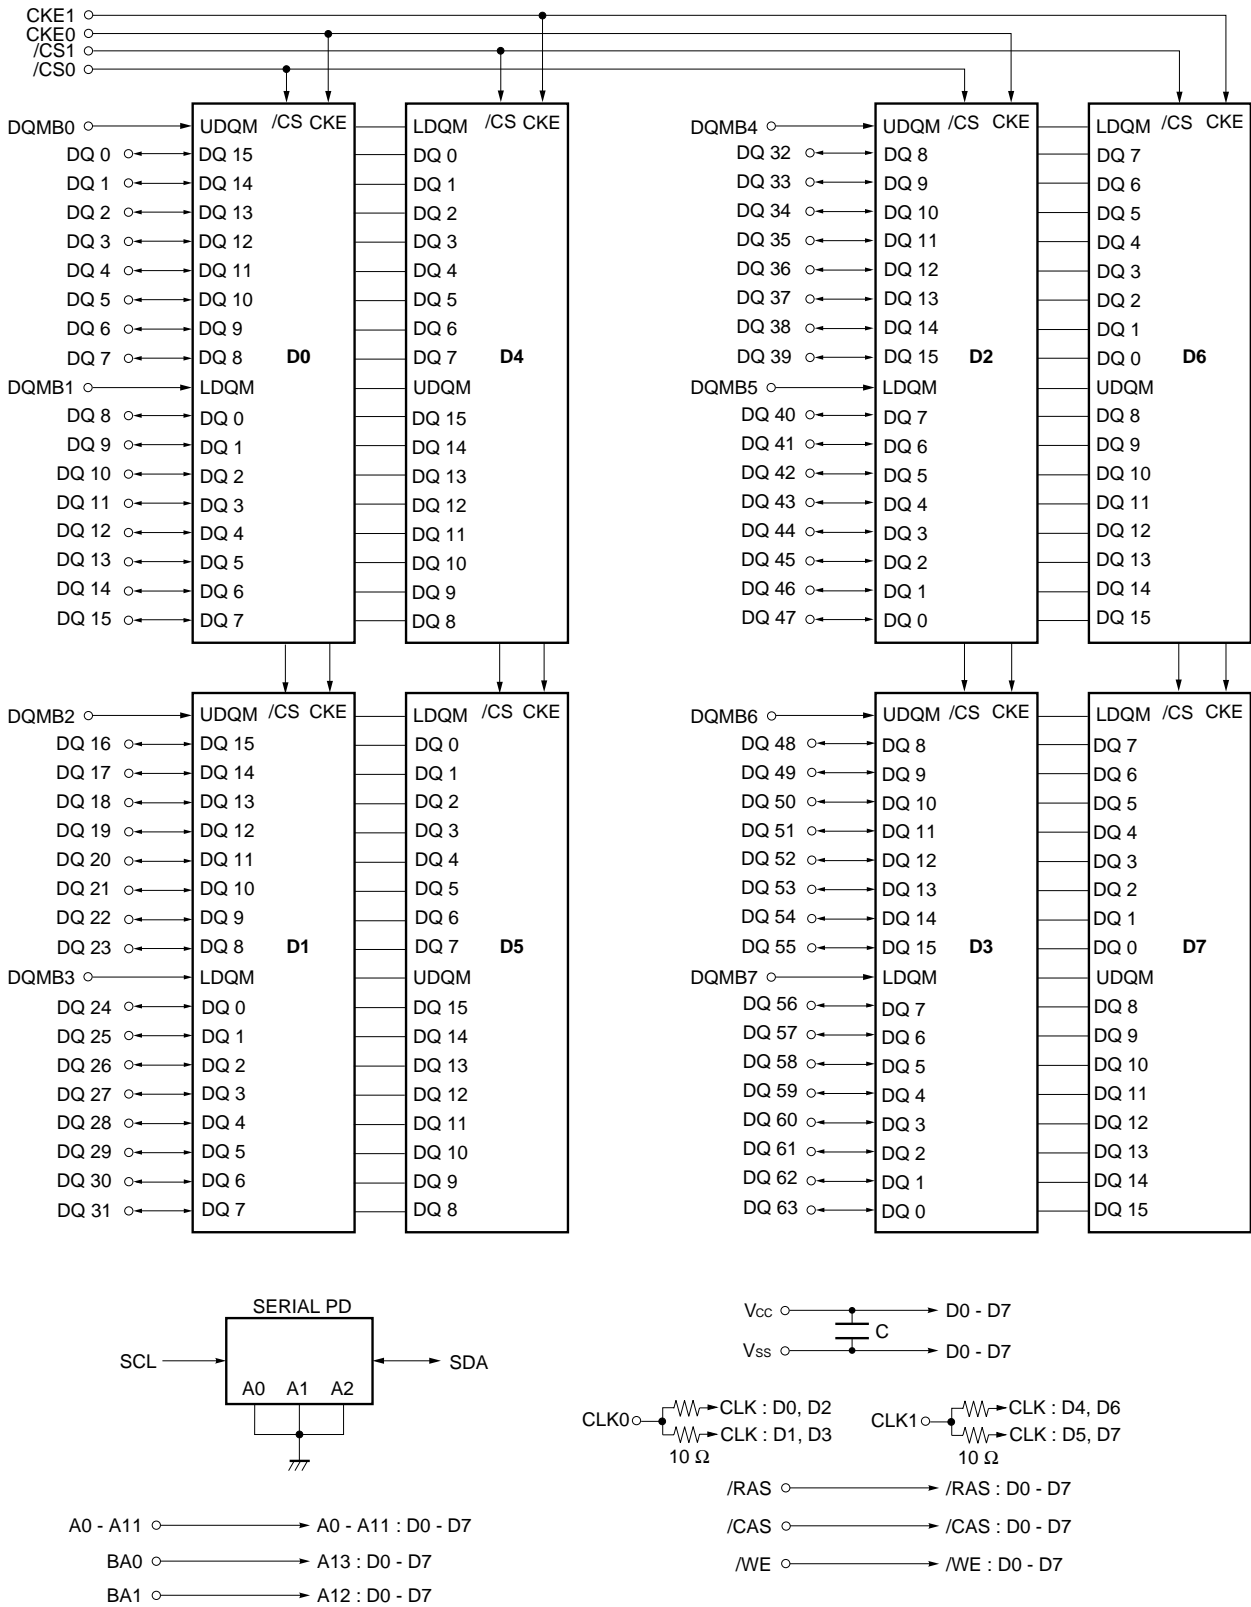 CKE1
CKE0
/CS1
/CS0
DQMB0 UDQM /CS CKE LDQM /CS CKE
DQ 0 DQ 15 DQ 0
DQ 1 DQ 14 DQ 1
DQ 2 DQ 13 DQ 2
DQ 3 DQ 12 DQ 3
DQ 4 DQ 11 DQ 4
DQ 5 DQ 10 DQ 5
DQ 6 DQ 9 DQ 6
DQ 7 DQ 8 D0 DQ 7 D4
DQMB1 LDQM UDQM
DQ 8 DQ 0 DQ 15
DQ 9 DQ 1 DQ 14
DQ 10 DQ 2 DQ 13
DQ 11 DQ 3 DQ 12
DQ 12 DQ 4 DQ 11
DQ 13 DQ 5 DQ 10
DQ 14 DQ 6 DQ 9
DQ 15 DQ 7 DQ 8
DQMB4 UDQM /CS CKE LDQM /CS CKE
DQ 32 DQ 8 DQ 7
DQ 33 DQ 9 DQ 6
DQ 34 DQ 10 DQ 5
DQ 35 DQ 11 DQ 4
DQ 36 DQ 12 DQ 3
DQ 37 DQ 13 DQ 2
DQ 38 DQ 14 DQ 1
DQ 39 DQ 15 D2 DQ 0 D6
DQMB5 LDQM UDQM
DQ 40 DQ 7 DQ 8
DQ 41 DQ 6 DQ 9
DQ 42 DQ 5 DQ 10
DQ 43 DQ 4 DQ 11
DQ 44 DQ 3 DQ 12
DQ 45 DQ 2 DQ 13
DQ 46 DQ 1 DQ 14
DQ 47 DQ 0 DQ 15
DQMB2 UDQM /CS CKE LDQM /CS CKE
DQ 16 DQ 15 DQ 0
DQ 17 DQ 14 DQ 1
DQ 18 DQ 13 DQ 2
DQ 19 DQ 12 DQ 3
DQ 20 DQ 11 DQ 4
DQ 21 DQ 10 DQ 5
DQ 22 DQ 9 DQ 6
DQ 23 DQ 8 D1 DQ 7 D5
DQMB3 LDQM UDQM
DQ 24 DQ 0 DQ 15
DQ 25 DQ 1 DQ 14
DQ 26 DQ 2 DQ 13
DQ 27 DQ 3 DQ 12
DQ 28 DQ 4 DQ 11
DQ 29 DQ 5 DQ 10
DQ 30 DQ 6 DQ 9
DQ 31 DQ 7 DQ 8
DQMB6 UDQM /CS CKE LDQM /CS CKE
DQ 48 DQ 8 DQ 7
DQ 49 DQ 9 DQ 6
DQ 50 DQ 10 DQ 5
DQ 51 DQ 11 DQ 4
DQ 52 DQ 12 DQ 3
DQ 53 DQ 13 DQ 2
DQ 54 DQ 14 DQ 1
DQ 55 DQ 15 D3 DQ 0 D7
DQMB7 LDQM UDQM
DQ 56 DQ 7 DQ 8
DQ 57 DQ 6 DQ 9
DQ 58 DQ 5 DQ 10
DQ 59 DQ 4 DQ 11
DQ 60 DQ 3 DQ 12
DQ 61 DQ 2 DQ 13
DQ 62 DQ 1 DQ 14
DQ 63 DQ 0 DQ 15
SERIAL PD
SCL SDA
A0 A1 A2
Vcc D0 - D7
C
Vss D0 - D7
CLK0 CLK : D0, D2
CLK : D1, D3
10 Ω
CLK1 CLK : D4, D6
CLK : D5, D7
10 Ω
/RAS /RAS : D0 - D7
/CAS /CAS : D0 - D7
/WE /WE : D0 - D7
A0 - A11 A0 - A11 : D0 - D7
BA0 A13 : D0 - D7
BA1 A12 : D0 - D7